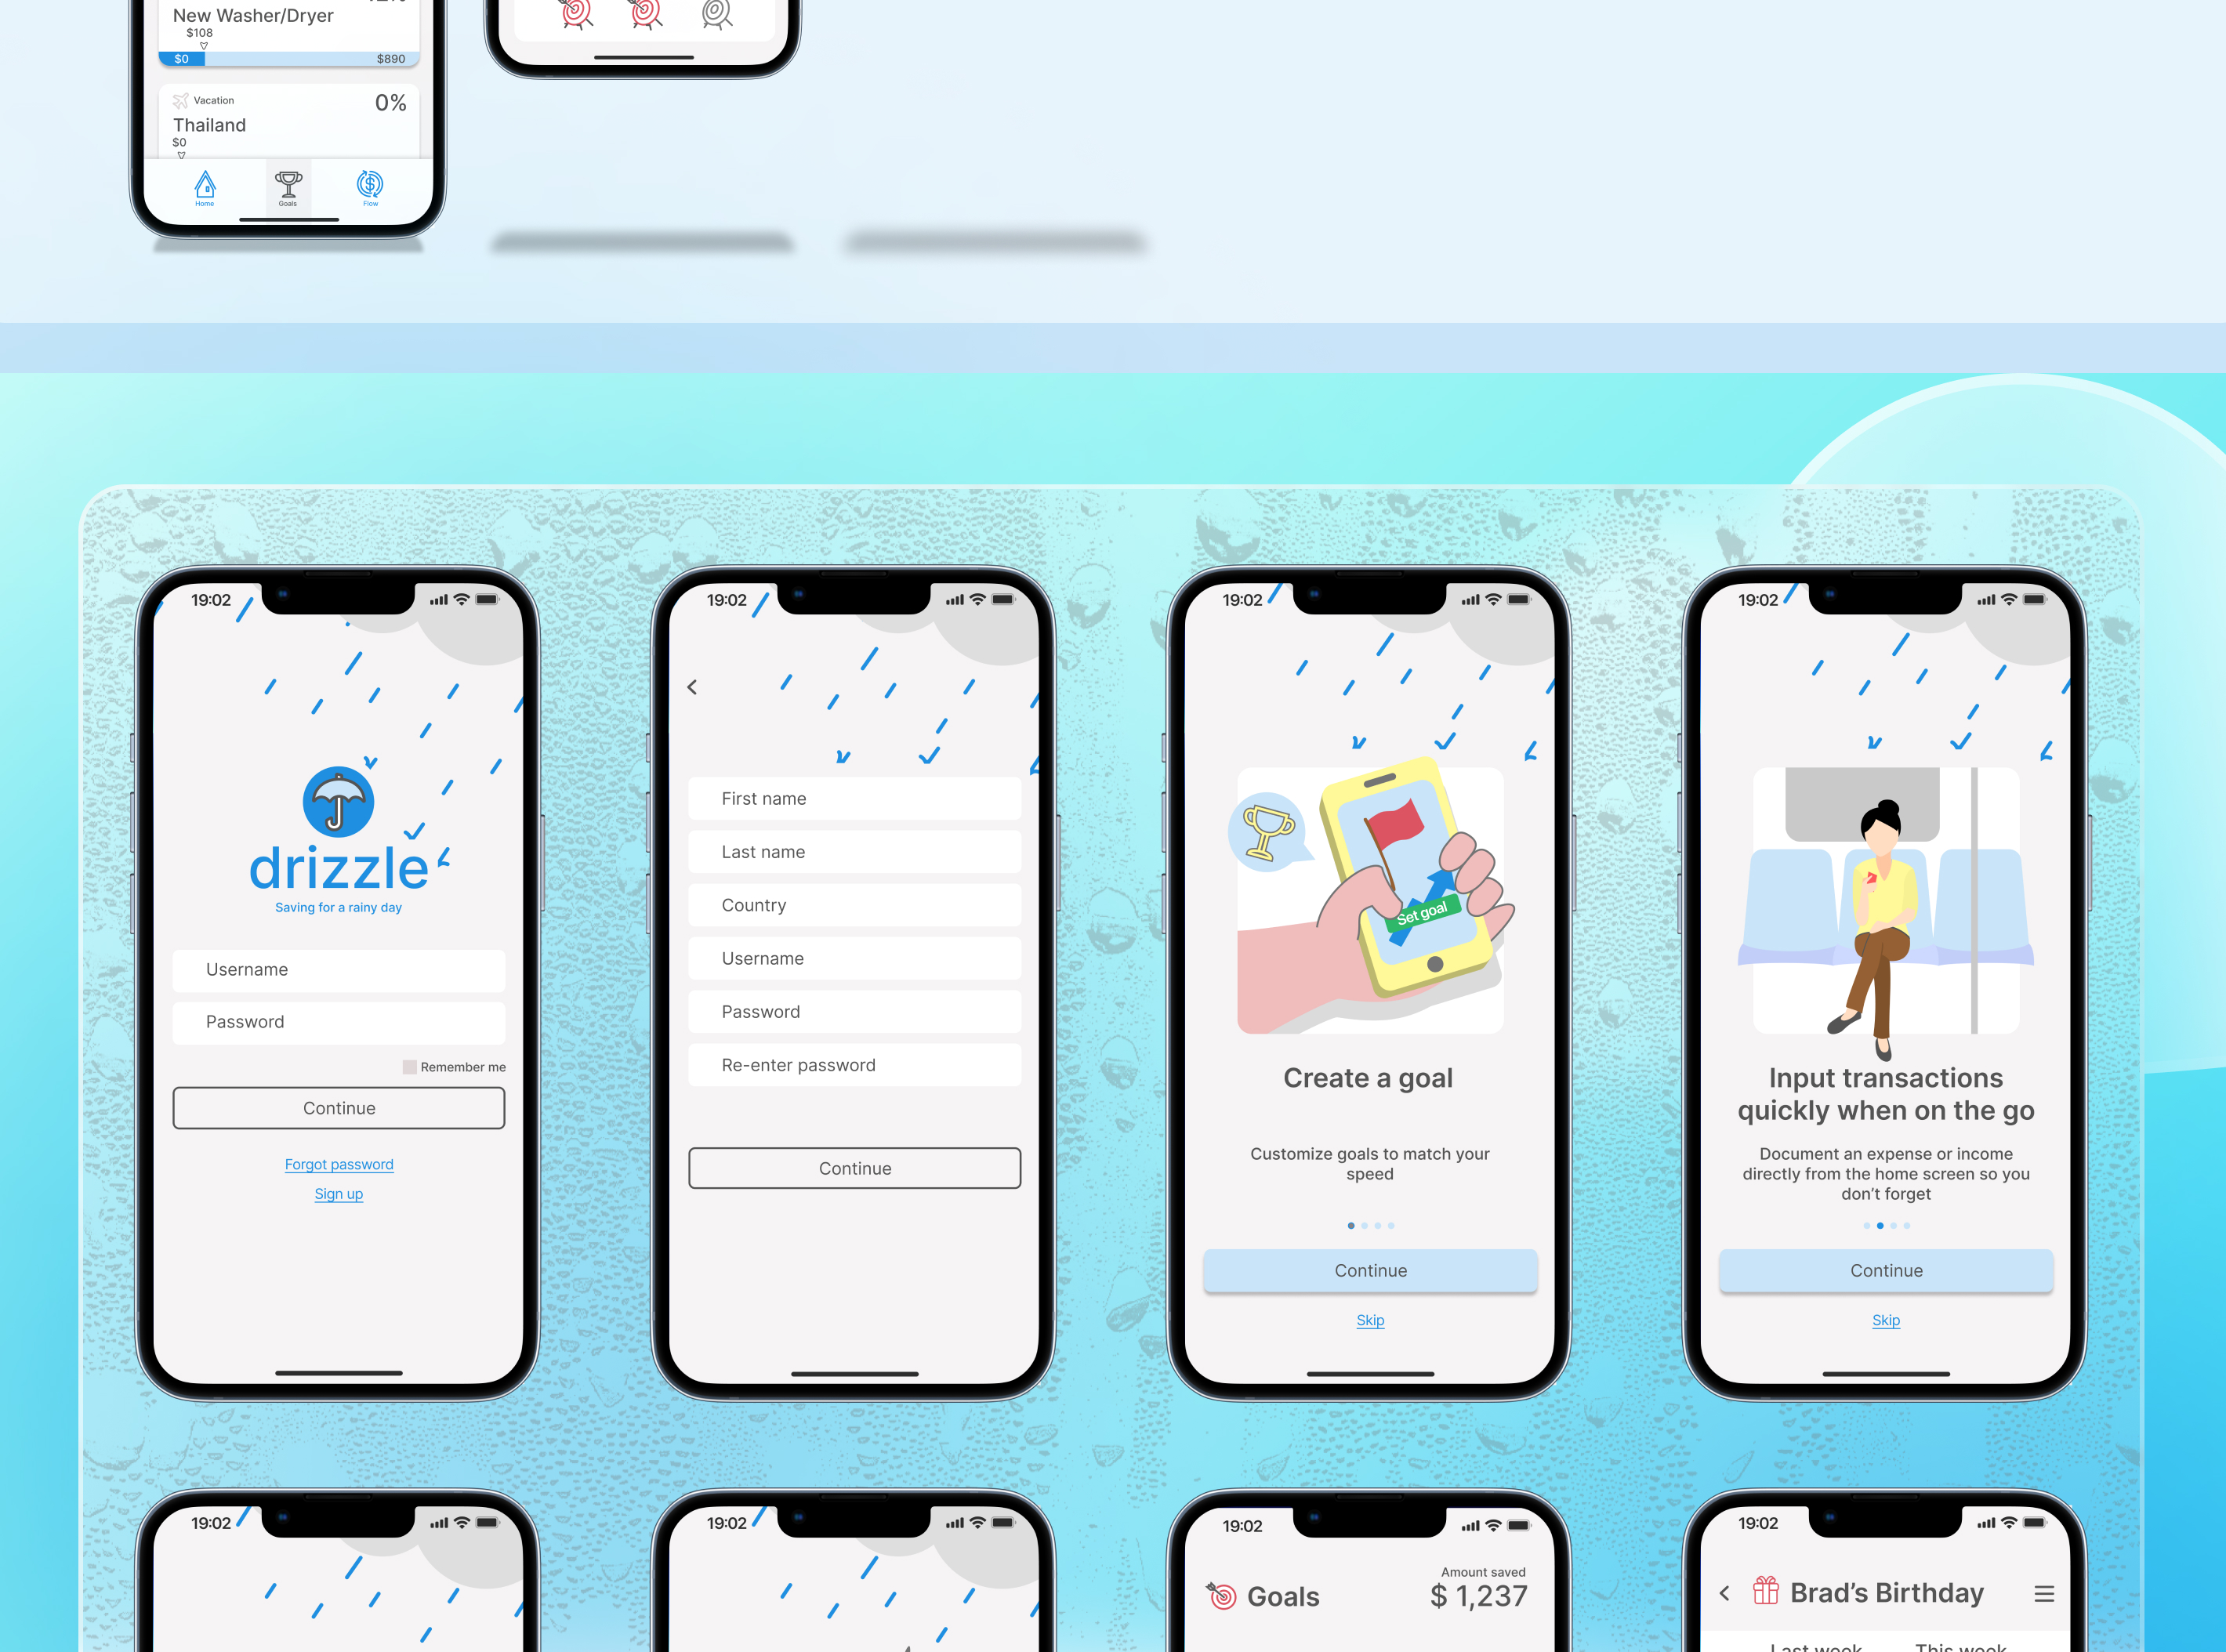 New Washer/Dryer
$108
$0
$890
Vacation
0%
Thailand
$0
Home
Goals
Flow
19:02
drizzle
Saving for a rainy day
Username
Password
Remember me
Continue
Forgot password
Sign up
19:02
First name
Last name
Country
Username
Password
Re-enter password
Continue
19:02
Set goal
Create a goal
Customize goals to match your
speed
Continue
Skip
19:02
Input transactions
quickly when on the go
Document an expense or income
directly from the home screen so you
don't forget
Continue
Skip
19:02
19:02
19:02
Goals
Amount saved
$ 1,237
19:02
Brad's Birthday
Last week
This week